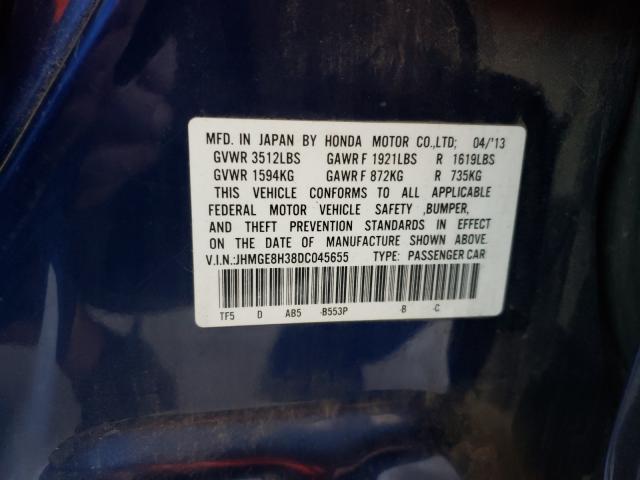 MFD. IN JAPAN BY HONDA MOTOR CO.,LTD; 04/'13
GVWR 3512LBS GAWR F 1921LBS R 1619LBS
GVWR 1594KG GAWR F 872KG R 735KG
THIS VEHICLE CONFORMS TO ALL APPLICABLE
FEDERAL MOTOR VEHICLE SAFETY ,BUMPER,
AND THEFT PREVENTION STANDARDS IN EFFECT
ON THE DATE OF MANUFACTURE SHOWN ABOVE.
V.I.N.:JHMGE8H38DC045655 TYPE: PASSENGER CAR
TF5 D AB5 -B553P -B -C